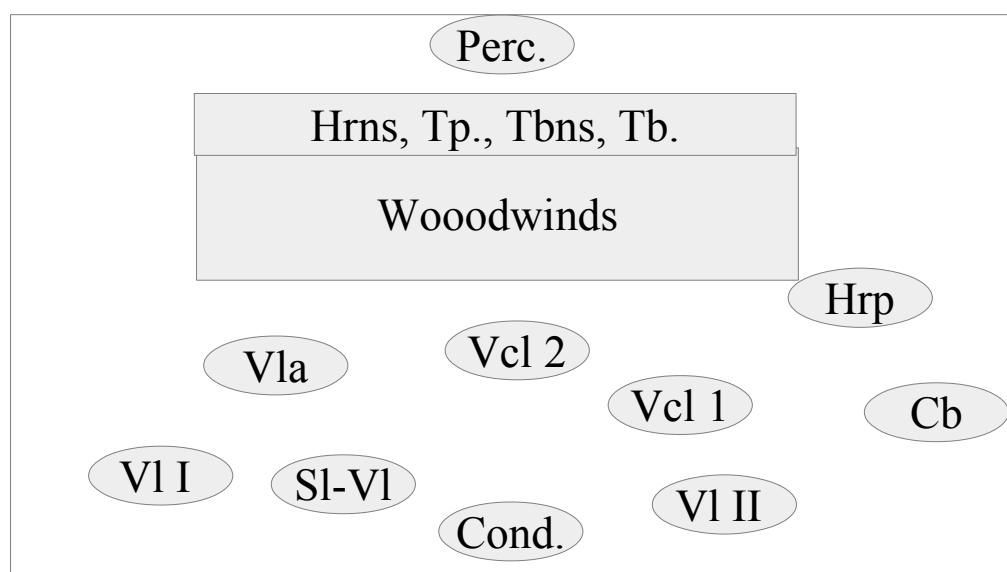 Perc.
Hrns, Tp., Tbns, Tb.
Wooodwinds
Hrp
Vla
Vcl 2
Vcl 1
Cb
Vl I
Sl-Vl
Vl II
Cond.